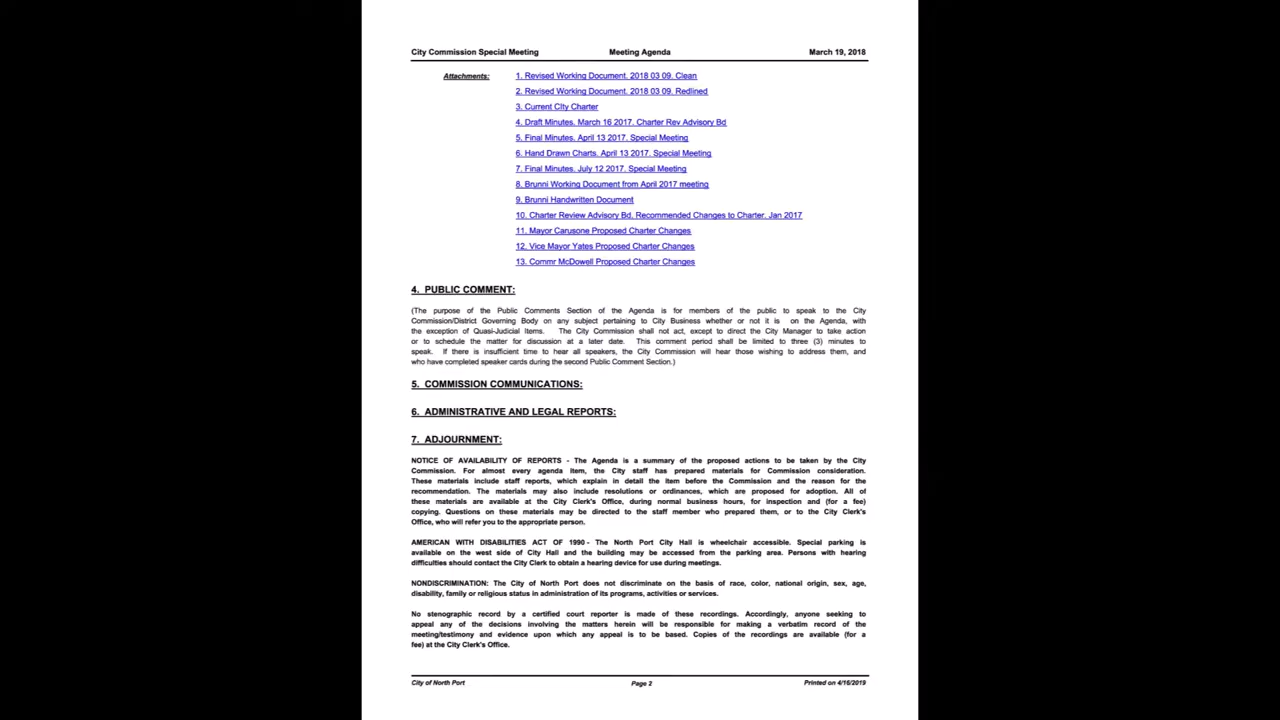 City Commission Special Meeting Meeting Agenda March 19, 2018
Attachments: 1. Revised Working Document. 2018 03 09. Clean
2. Revised Working Document. 2018 03 09. Redlined
3. Current CIty Charter
4. Draft Minutes. March 16 2017. Charter Rev Advisory Bd
5. Final Minutes. April 13 2017. Special Meeting
6. Hand Drawn Charts. April 13 2017. Special Meeting
7. Final Minutes. July 12 2017. Special Meeting
8. Brunni Working Document from April 2017 meeting
9. Brunni Handwritten Document
10. Charter Review Advisory Bd. Recommended Changes to Charter. Jan 2017
11. Mayor Carusone Proposed Charter Changes
12. Vice Mayor Yates Proposed Charter Changes
13. Commr McDowell Proposed Charter Changes
4. PUBLIC COMMENT:
(The purpose of the Public Comments Section of the Agenda is for members of the public to speak to the City
Commission/District Governing Body on any subject pertaining to City Business whether or not it is on the Agenda, with
the exception of Quasi-Judicial Items. The City Commission shall not act, except to direct the City Manager to take action
or to schedule the matter for discussion at a later date. This comment period shall be limited to three (3) minutes to
speak. If there is insufficient time to hear all speakers, the City Commission will hear those wishing to address them, and
who have completed speaker cards during the second Public Comment Section.)
5. COMMISSION COMMUNICATIONS:
6. ADMINISTRATIVE AND LEGAL REPORTS:
7. ADJOURNMENT:
NOTICE OF AVAILABILITY OF REPORTS - The Agenda is a summary of the proposed actions to be taken by the City
Commission. For almost every agenda item, the City staff has prepared materials for Commission consideration.
These materials include staff reports, which explain in detail the item before the Commission and the reason for the
recommendation. The materials may also include resolutions or ordinances, which are proposed for adoption. All of
these materials are available at the City Clerk's Office, during normal business hours, for inspection and (for a fee)
copying. Questions on these materials may be directed to the staff member who prepared them, or to the City Clerk's
Office, who will refer you to the appropriate person.
AMERICAN WITH DISABILITIES ACT OF 1990 - The North Port City Hall is wheelchair accessible. Special parking is
available on the west side of City Hall and the building may be accessed from the parking area. Persons with hearing
difficulties should contact the City Clerk to obtain a hearing device for use during meetings.
NONDISCRIMINATION: The City of North Port does not discriminate on the basis of race, color, national origin, sex, age,
disability, family or religious status in administration of its programs, activities or services.
No stenographic record by a certified court reporter is made of these recordings. Accordingly, anyone seeking to
appeal any of the decisions involving the matters herein will be responsible for making a verbatim record of the
meeting/testimony and evidence upon which any appeal is to be based. Copies of the recordings are available (for a
fee) at the City Clerk's Office.
City of North Port Page 2 Printed on 4/16/2019